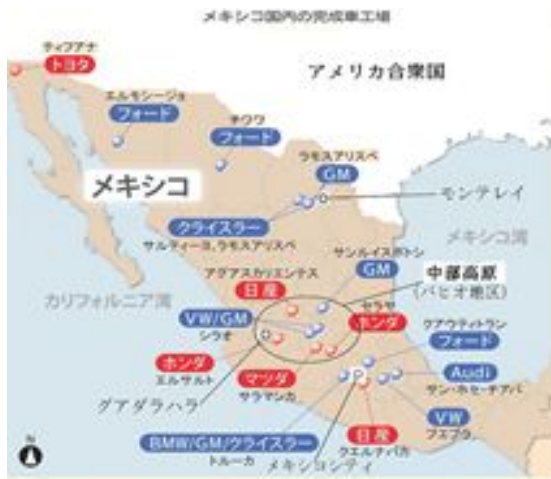 メキシコ国内の完成車工場
ティファナ
トヨタ
アメリカ合衆国
エルモシージョ
フォード
チワワ
フォード
ラモスアリスペ
GM
メキシコ
モンテレイ
クライスラー
サルティーヨ、ラモスアリスペ
メキシコ湾
サンルイスポトシ
GM
アグアスカリエンテス
日産
中部高原
(バヒオ地区)
カリフォルニア湾
セラヤ
ホンダ
VW/GM
シラオ
クアウティトラン
フォード
ホンダ
エルサルト
マツダ
サラマンカ
Audi
サン・ホセ・チアパ
グアダラハラ
VW
プエブラ
BMW/GM/クライスラー
トルーカ
日産
クエルナバカ
メキシコシティ
N